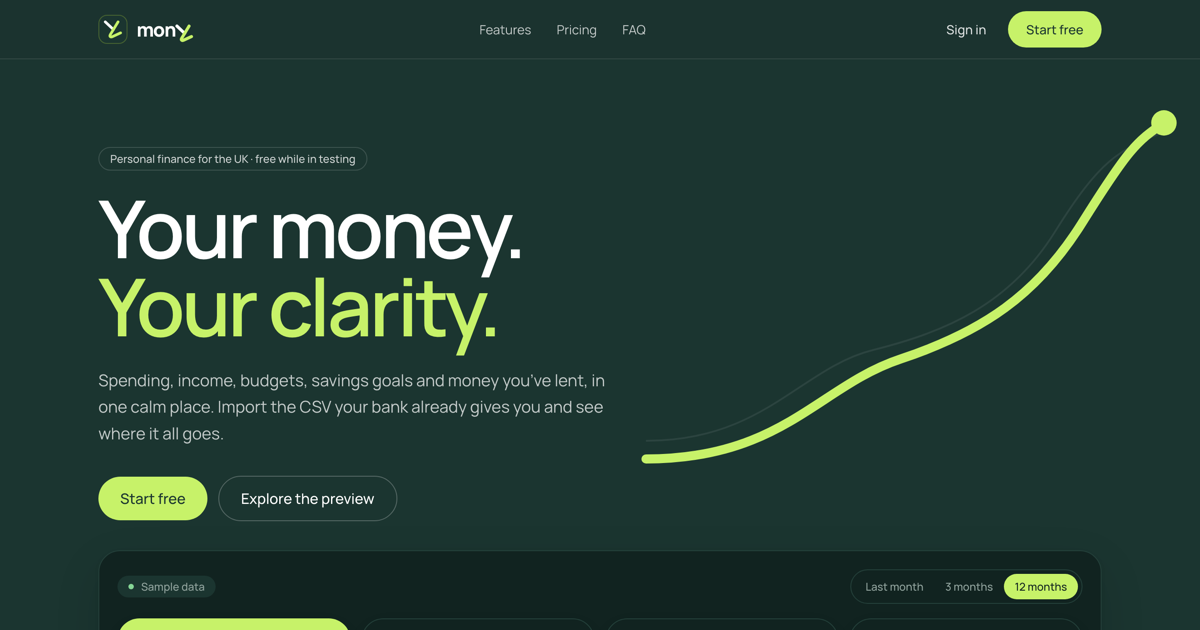 mony
Features
Pricing
FAQ
Sign in
Start free
Personal finance for the UK · free while in testing
Your money.
Your clarity.
Spending, income, budgets, savings goals and money you've lent, in
one calm place. Import the CSV your bank already gives you and see
where it all goes.
Start free
Explore the preview
Sample data
Last month
3 months
12 months